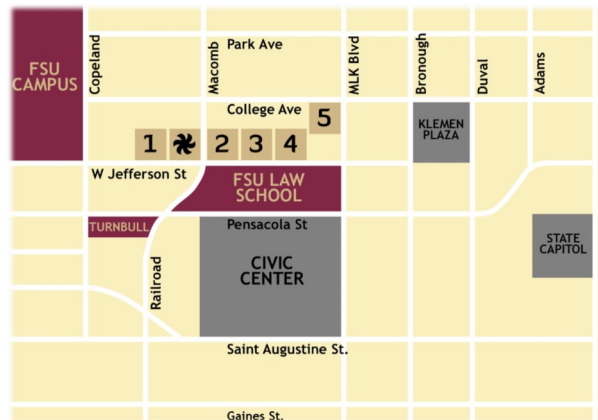 FSU
CAMPUS
Copeland
Macomb
Park Ave
MLK Blvd
Bronough
Duval
Adams
College Ave
5
KLEMEN
PLAZA
1
2
3
4
W Jefferson St
FSU LAW
SCHOOL
TURNBULL
Pensacola St
STATE
CAPITOL
CIVIC
CENTER
Railroad
Saint Augustine St.
Gaines St.